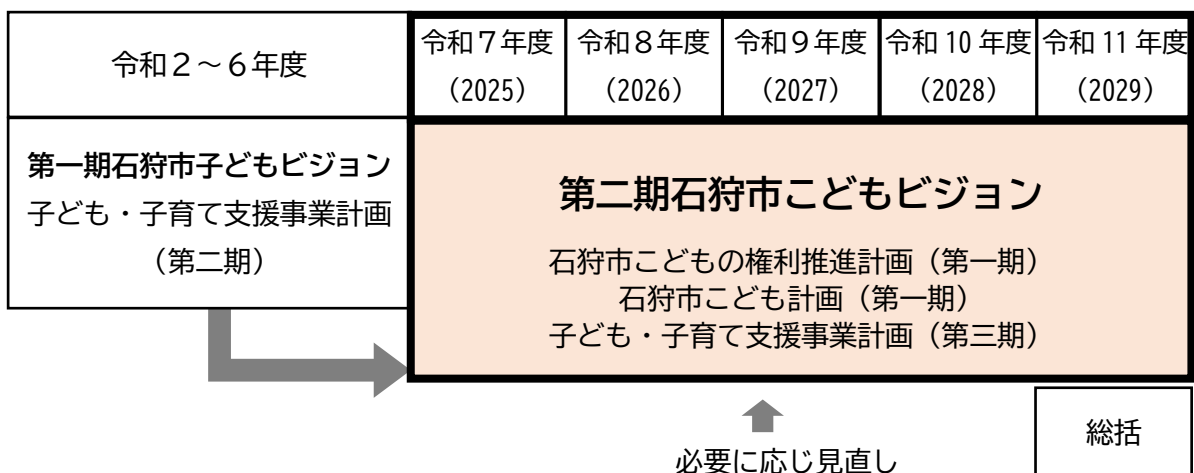 令和２～６年度
令和７年度
（2025）
令和８年度
（2026）
令和９年度
（2027）
令和 10 年度
（2028）
令和 11 年度
（2029）
第一期石狩市子どもビジョン
子ども・子育て支援事業計画
（第二期）
第二期石狩市こどもビジョン
石狩市こどもの権利推進計画（第一期）
石狩市こども計画（第一期）
子ども・子育て支援事業計画（第三期）
必要に応じ見直し
総括